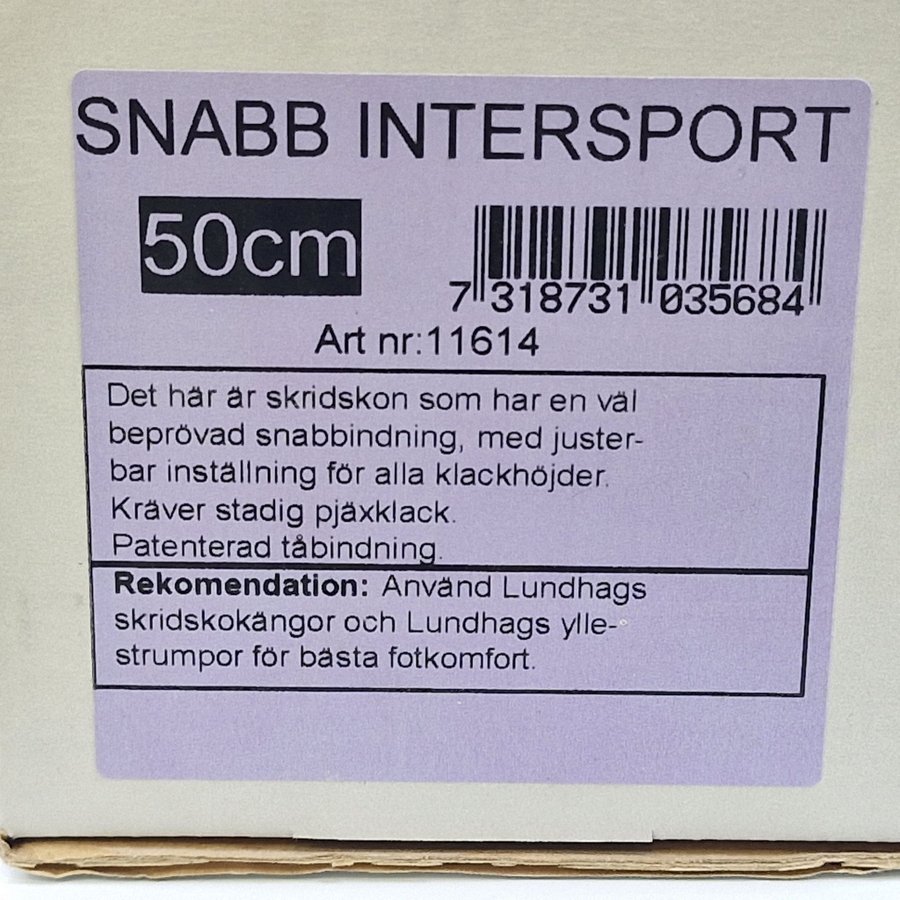 SNABB INTERSPORT
50cm
7 318731 035684
Art nr:11614
Det här är skridskon som har en väl
beprövad snabbindning, med juster-
bar inställning för alla klackhöjder.
Kräver stadig pjäxklack.
Patenterad tåbindning.
Rekomendation: Använd Lundhags
skridskokängor och Lundhags ylle-
strumpor för bästa fotkomfort.